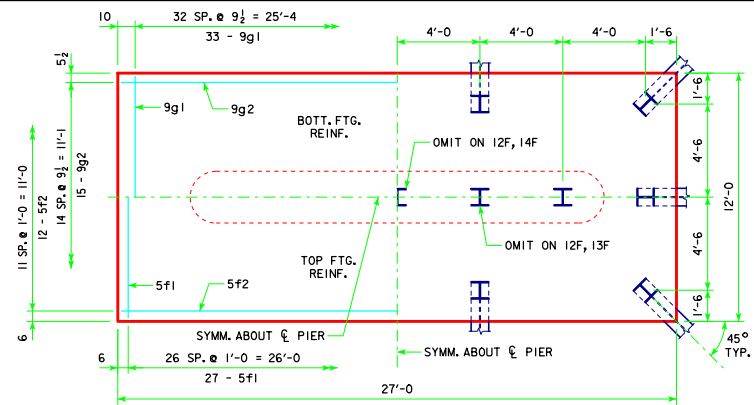 10
32 SP. @ 9½ = 25'-4
33 - 9g1
4'-0
4'-0
4'-0
1'-6
5½
9g1
9g2
BOTT. FTG.
REINF.
1'-6
OMIT ON 12F, 14F
4'-6
11 SP. @ 1'-0 = 11'-0
12 - 5f2
14 SP. @ 9½ = 11'-1
15 - 9g2
12'-0
OMIT ON 12F, 13F
4'-6
TOP FTG.
REINF.
5f1
5f2
1'-6
6
SYMM. ABOUT ℄ PIER
45°
TYP.
SYMM. ABOUT ℄ PIER
6
26 SP. @ 1'-0 = 26'-0
27 - 5f1
27'-0